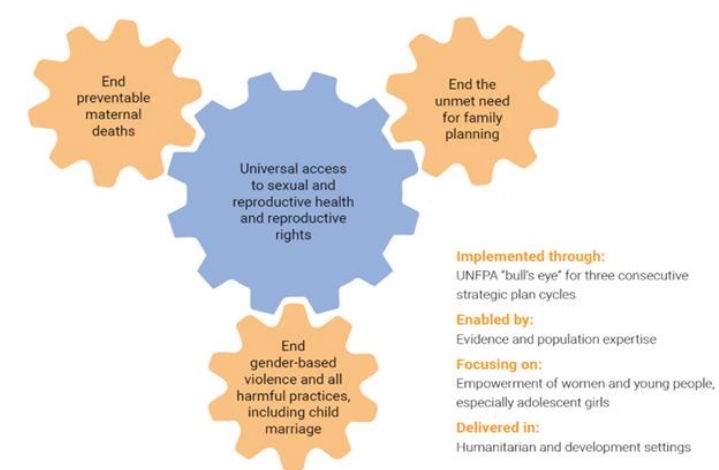 End
preventable
maternal
deaths
End the
unmet need
for family
planning
Universal access
to sexual and
reproductive health
and reproductive
rights
End
gender-based
violence and all
harmful practices,
including child
marriage
Implemented through:
UNFPA "bull's eye" for three consecutive
strategic plan cycles
Enabled by:
Evidence and population expertise
Focusing on:
Empowerment of women and young people,
especially adolescent girls
Delivered in:
Humanitarian and development settings